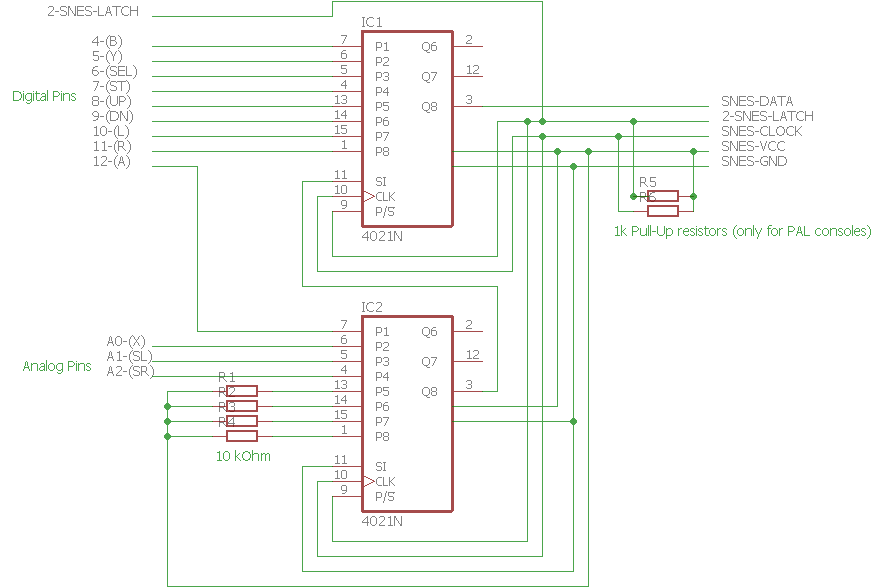 2-SNES-LATCH
IC1
4-(B) 7 P1 Q6 2
5-(Y) 6 P2
6-(SEL) 5 P3 Q7 12
Digital Pins 7-(ST) 4 P4
8-(UP) 13 P5 Q8 3 SNES-DATA
9-(DN) 14 P6 2-SNES-LATCH
10-(L) 15 P7 SNES-CLOCK
11-(R) 1 P8 SNES-VCC
12-(A) SNES-GND
11 SI R5
10 CLK R6
9 P/S
4021N 1k Pull-Up resistors (only for PAL consoles)
IC2
7 P1 Q6 2
A0-(X) 6 P2
A1-(SL) 5 P3 Q7 12
Analog Pins A2-(SR) 4 P4
R1
R2 13 P5 Q8 3
R3 14 P6
R4 15 P7
1 P8
10 kOhm
11 SI
10 CLK
9 P/S
4021N